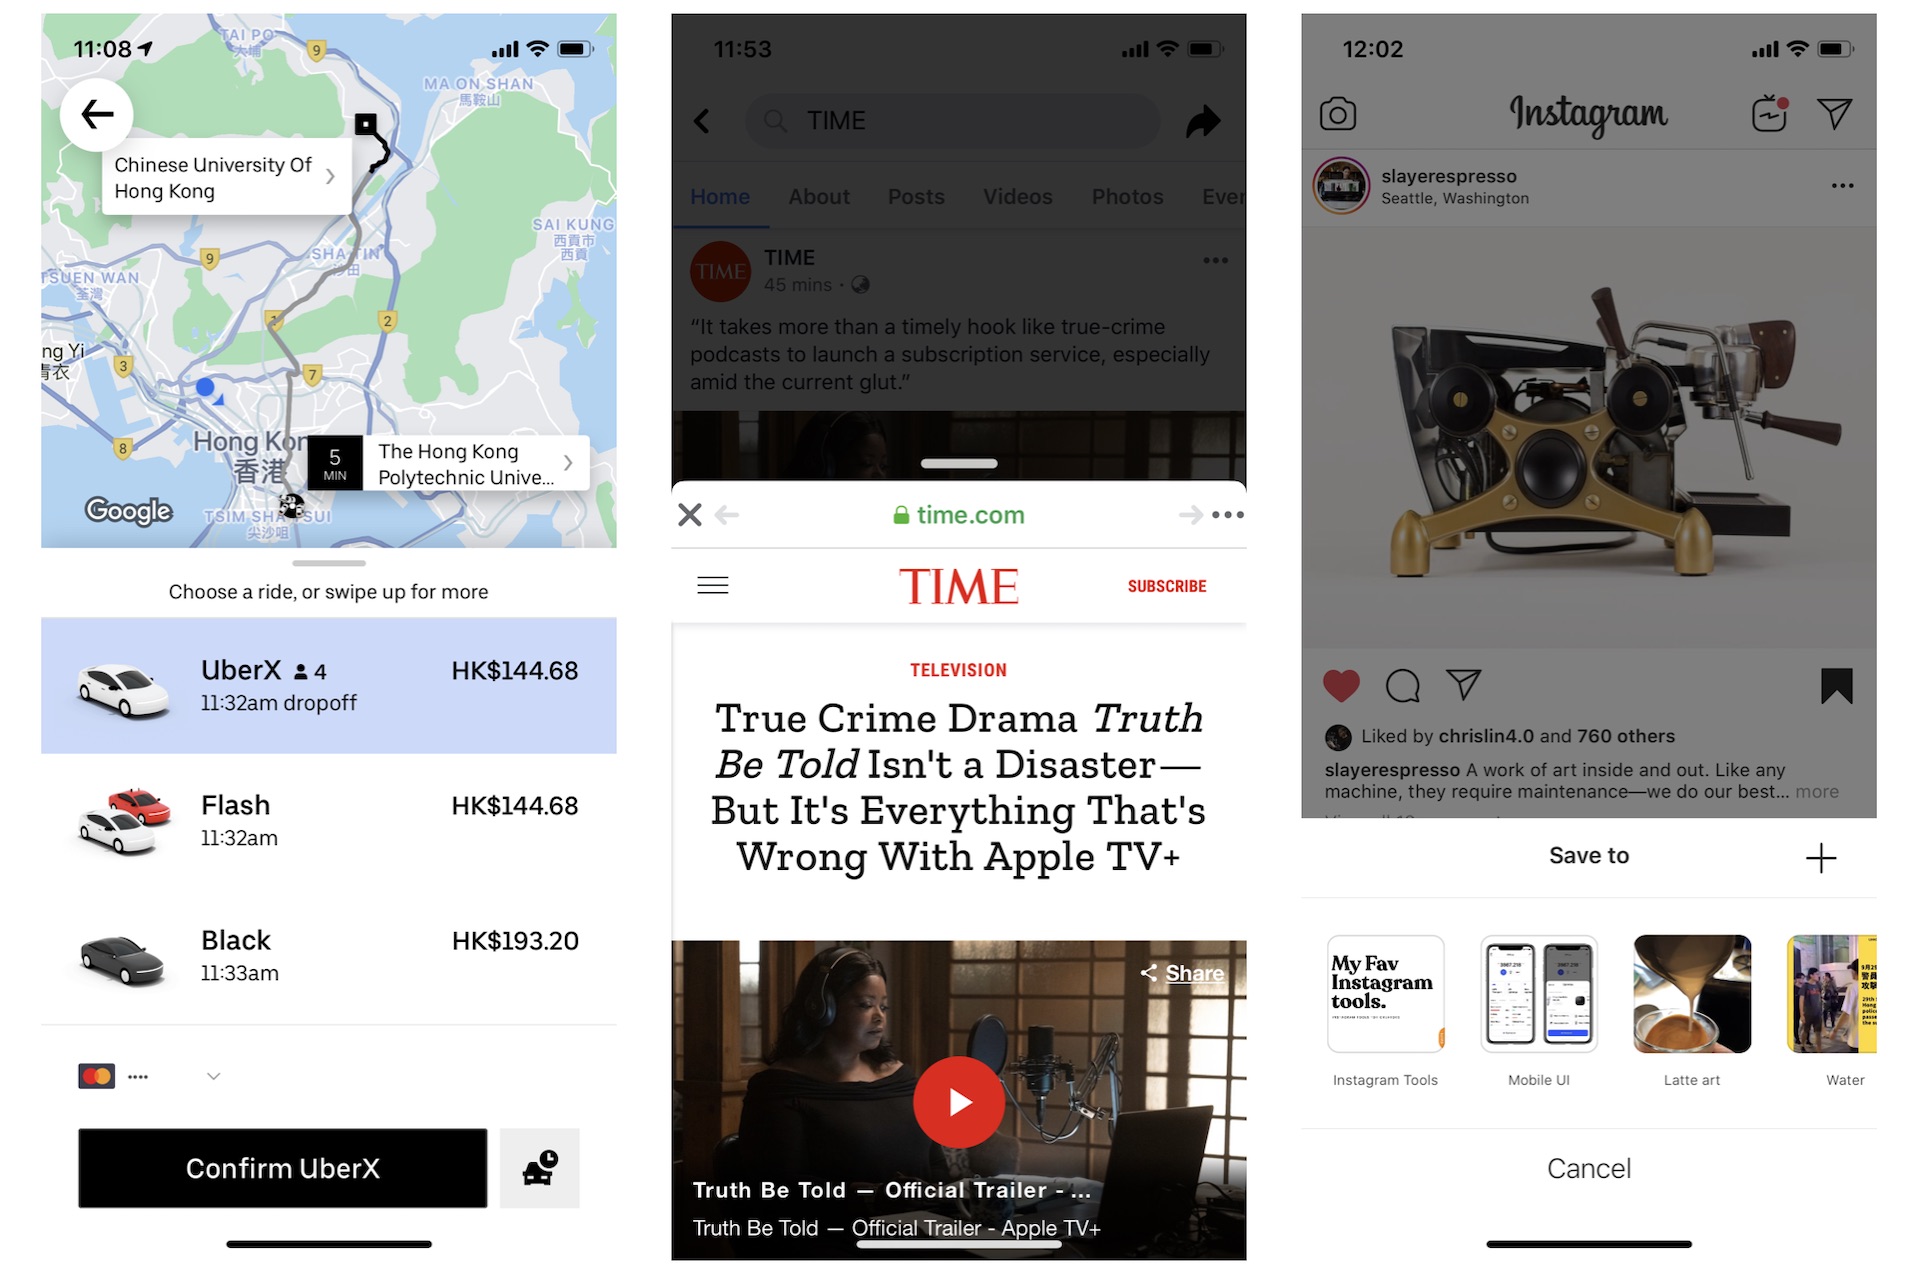 11:08
TAI PO
大埔
9
MA ON SHAN
馬鞍山
Chinese University Of
Hong Kong
SAI KUNG
西貢市
西貢
9
SHA TIN
沙田
TSUEN WAN
荃灣
1
2
ng Yi
青衣
3
7
8
Hong Kon
香港
5
MIN
The Hong Kong
Polytechnic Unive...
Google
TSIM SHA TSUI
尖沙咀
Choose a ride, or swipe up for more
UberX 4
HK$144.68
11:32am dropoff
Flash
HK$144.68
11:32am
Black
HK$193.20
11:33am
Confirm UberX
11:53
TIME
Home About Posts Videos Photos Even
TIME
TIME
45 mins ·
“It takes more than a timely hook like true-crime
podcasts to launch a subscription service, especially
amid the current glut.”
time.com
TIME
SUBSCRIBE
TELEVISION
True Crime Drama Truth
Be Told Isn't a Disaster—
But It's Everything That's
Wrong With Apple TV+
Share
Truth Be Told — Official Trailer - ...
Truth Be Told — Official Trailer - Apple TV+
12:02
Instagram
slayerespresso
Seattle, Washington
Liked by chrislin4.0 and 760 others
slayerespresso A work of art inside and out. Like any
machine, they require maintenance—we do our best... more
Save to
My Fav
Instagram
tools.
Instagram Tools
Mobile UI
Latte art
Water
Cancel